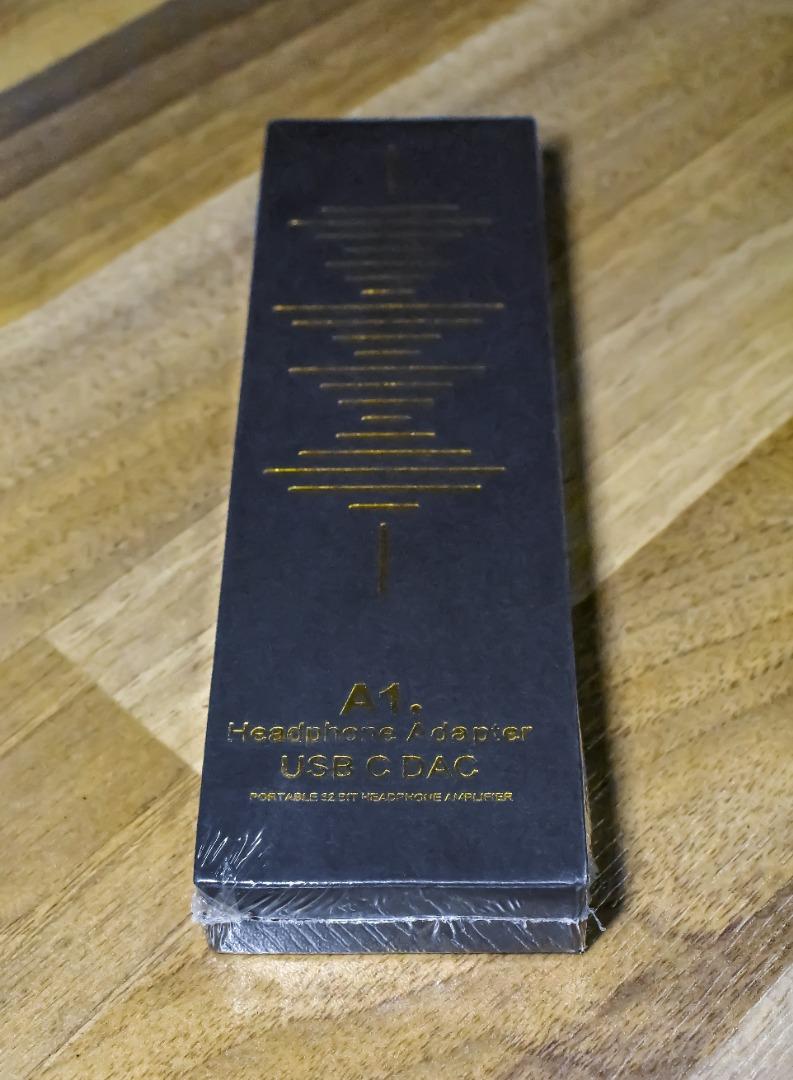 A1.
Headphone Adapter
USB C DAC
PORTABLE 32 BIT HEADPHONE AMPLIFIER